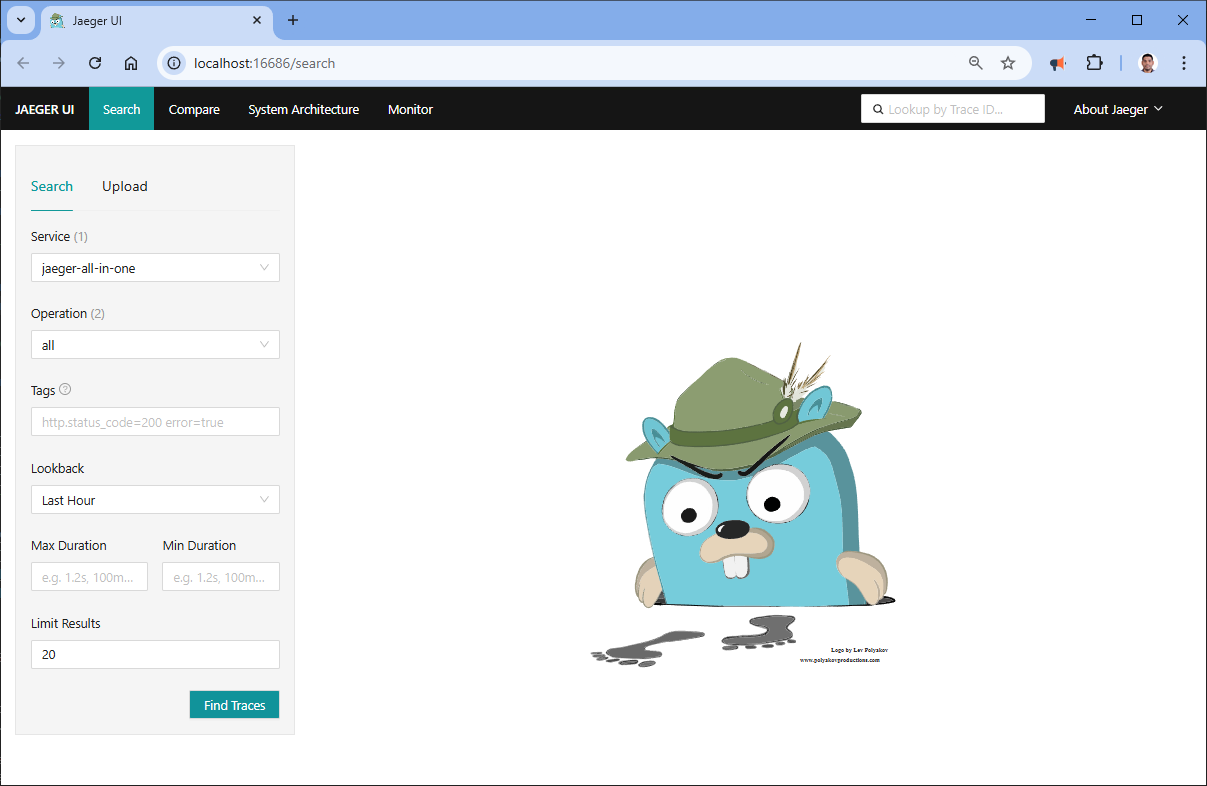 Jaeger UI
localhost:16686/search
JAEGER UI Search Compare System Architecture Monitor Lookup by Trace ID... About Jaeger
Search Upload
Service (1)
jaeger-all-in-one
Operation (2)
all
Tags
http.status_code=200 error=true
Lookback
Last Hour
Max Duration Min Duration
e.g. 1.2s, 100m... e.g. 1.2s, 100m...
Limit Results
20
Find Traces
Logo by Lev Polyakov
www.polyakovproductions.com